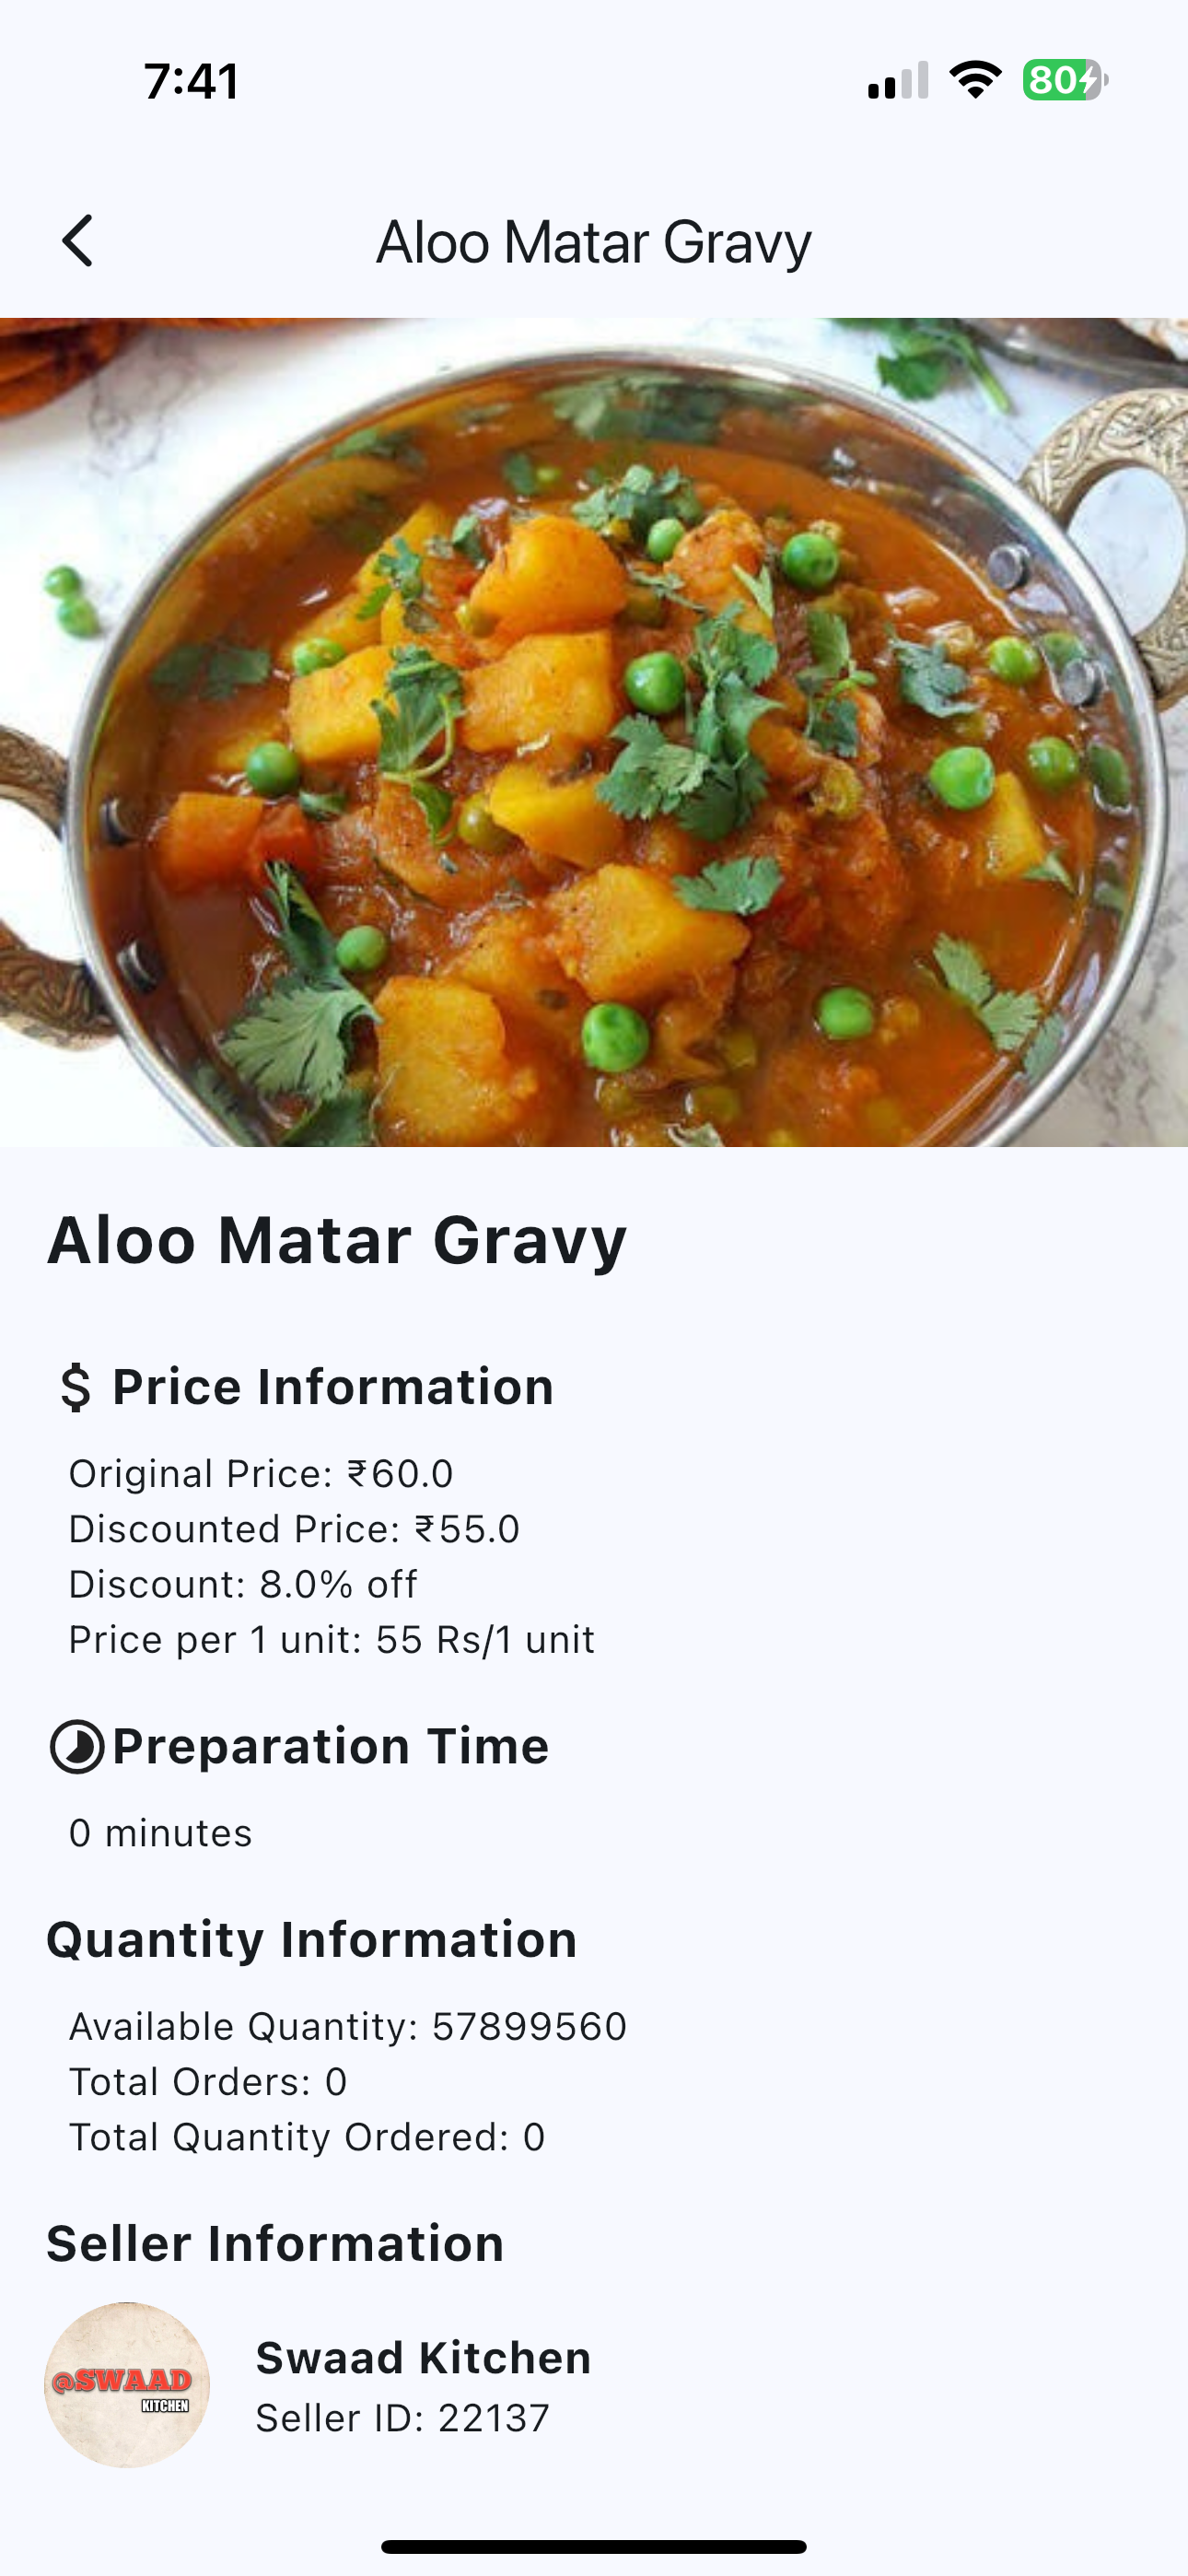 7:41
80
Aloo Matar Gravy
Aloo Matar Gravy
$ Price Information
Original Price: ₹60.0
Discounted Price: ₹55.0
Discount: 8.0% off
Price per 1 unit: 55 Rs/1 unit
Preparation Time
0 minutes
Quantity Information
Available Quantity: 57899560
Total Orders: 0
Total Quantity Ordered: 0
Seller Information
@SWAAD
KITCHEN
Swaad Kitchen
Seller ID: 22137